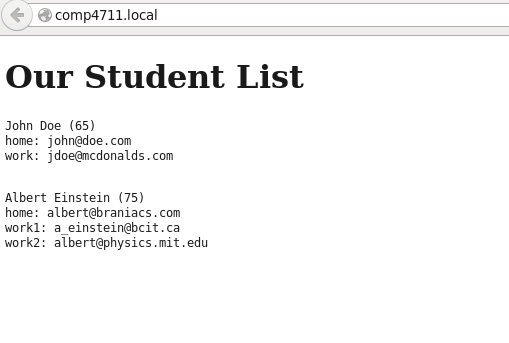 comp4711.local
Our Student List
John Doe (65)
home: john@doe.com
work: jdoe@mcdonalds.com
Albert Einstein (75)
home: albert@braniacs.com
work1: a_einstein@bcit.ca
work2: albert@physics.mit.edu